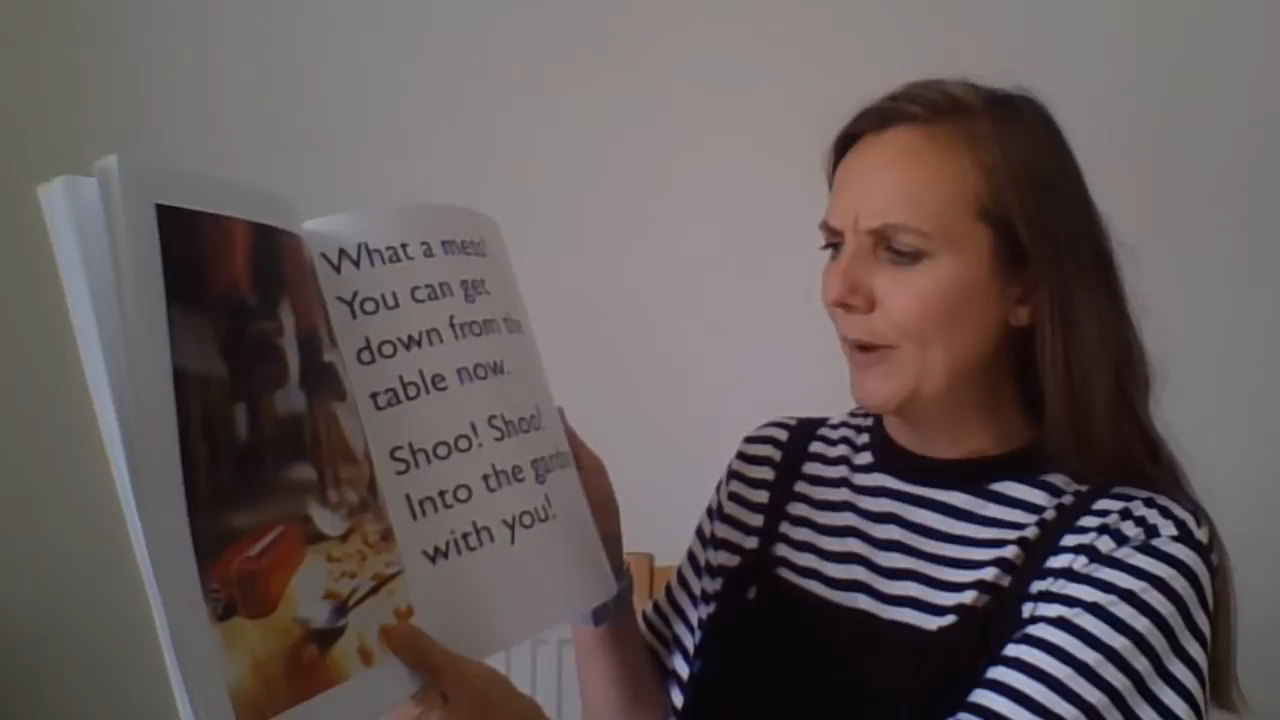 What a mess!
You can get
down from the
table now.
Shoo! Shoo!
Into the garden
with you!